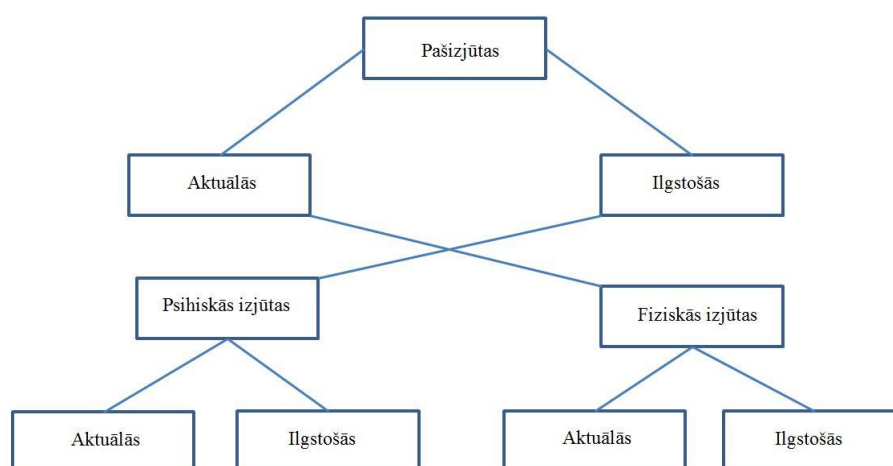 Pašizjūtas
Aktuālās
Ilgstošās
Psihiskās izjūtas
Fiziskās izjūtas
Aktuālās
Ilgstošās
Aktuālās
Ilgstošās